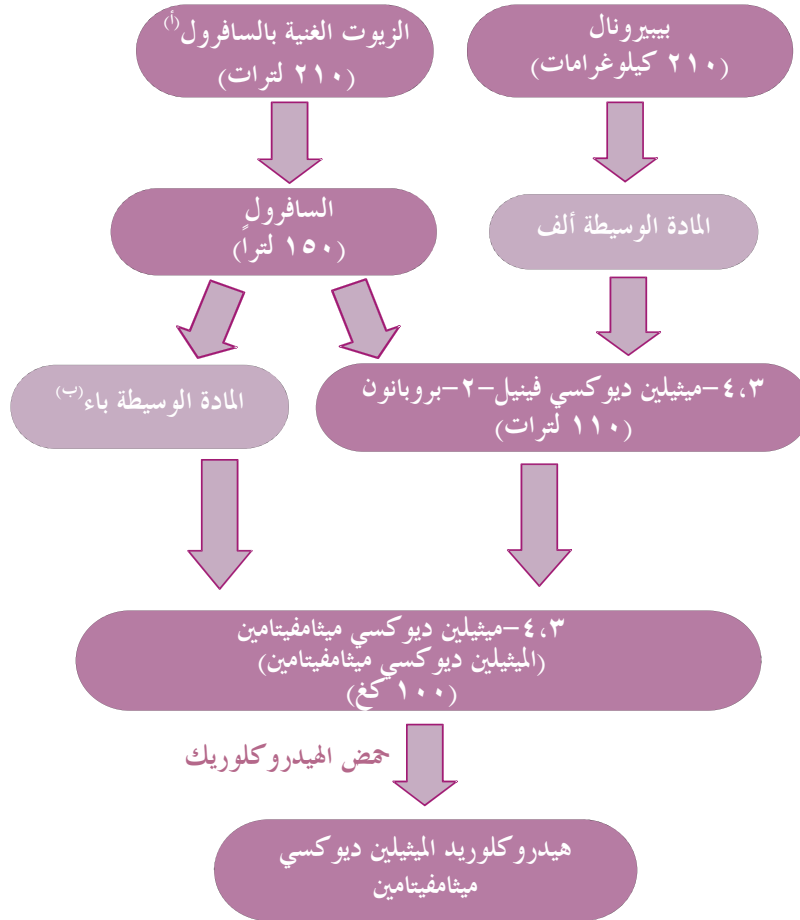 الزيوت الغنية بالسافرول(أ)
(٢١٠ لترات)
بيبيرونال
(٢١٠ كيلوغرامات)
السافرول
(١٥٠ لتراً)
المادة الوسيطة ألف
المادة الوسيطة باء(ب)
٤،٣-ميثيلين ديوكسي فينيل-٢-بروبانون
(١١٠ لترات)
٤،٣-ميثيلين ديوكسي ميثامفيتامين
(الميثيلين ديوكسي ميثامفيتامين)
(١٠٠ كغ)
حمض الهيدروكلوريك
هيدروكلوريد الميثيلين ديوكسي
ميثامفيتامين